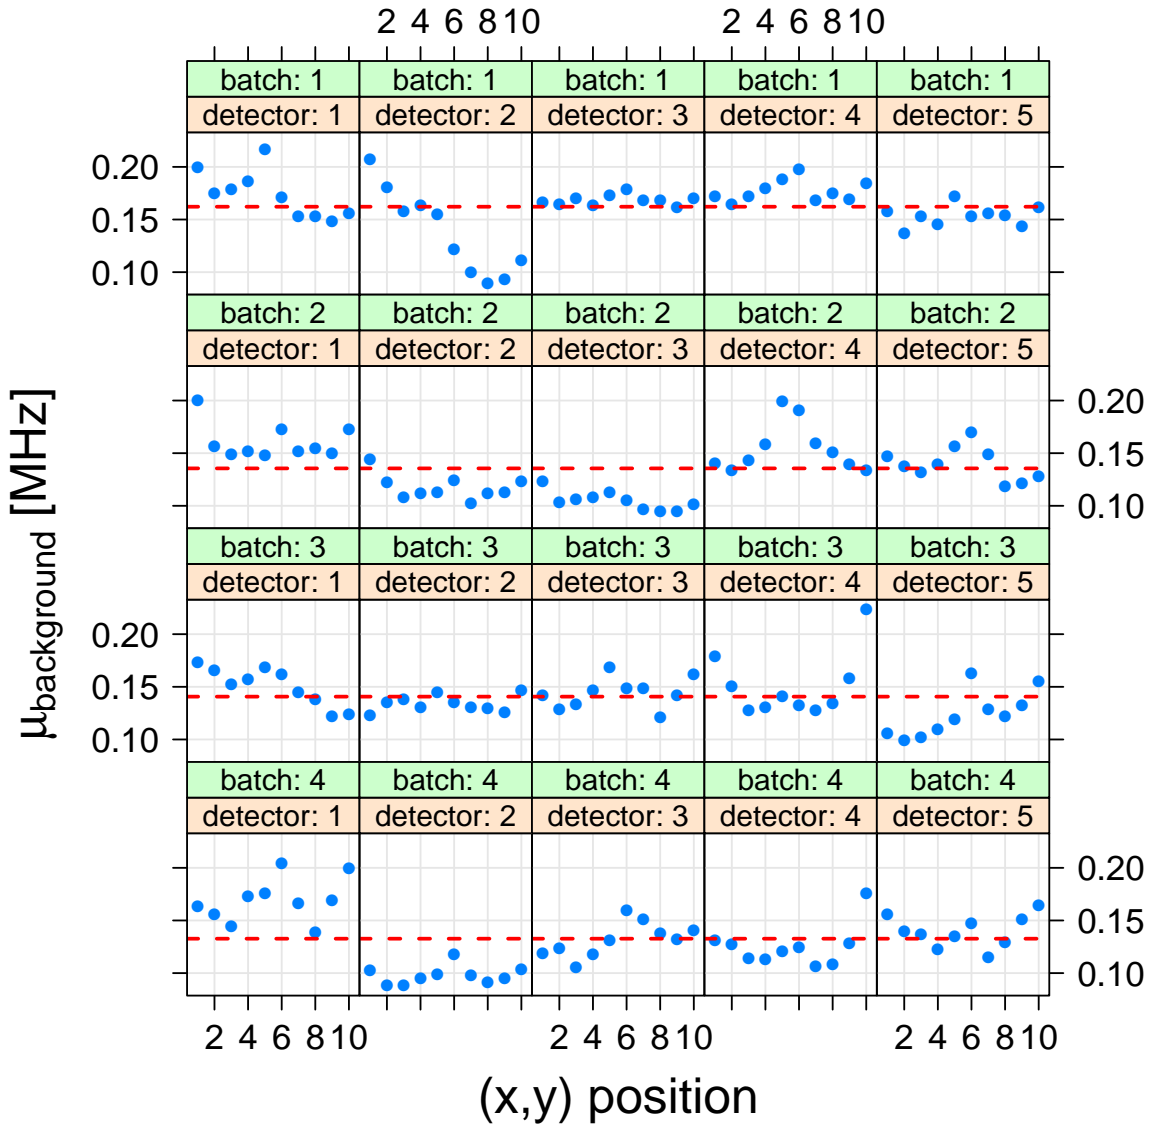 2 4 6 8 10 2 4 6 8 10
batch: 1 batch: 1 batch: 1 batch: 1 batch: 1
detector: 1 detector: 2 detector: 3 detector: 4 detector: 5
0.20
0.15
0.10
batch: 2 batch: 2 batch: 2 batch: 2 batch: 2
detector: 1 detector: 2 detector: 3 detector: 4 detector: 5
0.20
0.15
0.10
batch: 3 batch: 3 batch: 3 batch: 3 batch: 3
detector: 1 detector: 2 detector: 3 detector: 4 detector: 5
0.20
0.15
0.10
batch: 4 batch: 4 batch: 4 batch: 4 batch: 4
detector: 1 detector: 2 detector: 3 detector: 4 detector: 5
0.20
0.15
0.10
2 4 6 8 10 2 4 6 8 10 2 4 6 8 10
(x,y) position
μbackground [MHz]